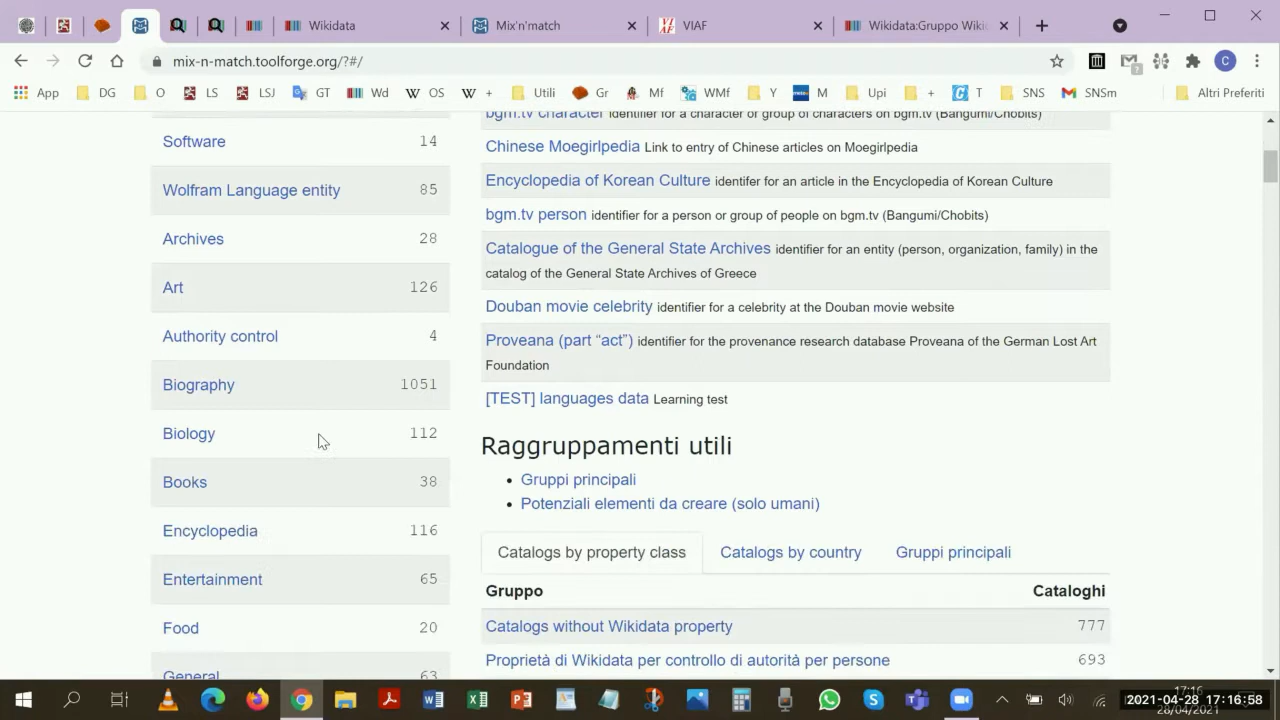 Wikidata
Mix'n'match
VIAF
Wikidata:Gruppo Wiki
mix-n-match.toolforge.org/?#/
C
App
DG
O
LS
LSJ
GT
Wd
OS
+
Utili
Gr
Mf
WMf
Y
M
Upi
+
T
SNS
SNSm
Altri Preferiti
Software 14
Wolfram Language entity 85
Archives 28
Art 126
Authority control 4
Biography 1051
Biology 112
Books 38
Encyclopedia 116
Entertainment 65
Food 20
General 63
bgm.tv character identifier for a character or group of characters on bgm.tv (Bangumi/Chobits)
Chinese Moegirlpedia Link to entry of Chinese articles on Moegirlpedia
Encyclopedia of Korean Culture identifer for an article in the Encyclopedia of Korean Culture
bgm.tv person identifier for a person or group of people on bgm.tv (Bangumi/Chobits)
Catalogue of the General State Archives identifier for an entity (person, organization, family) in the
catalog of the General State Archives of Greece
Douban movie celebrity identifier for a celebrity at the Douban movie website
Proveana (part “act”) identifier for the provenance research database Proveana of the German Lost Art
Foundation
[TEST] languages data Learning test
Raggruppamenti utili
Gruppi principali
Potenziali elementi da creare (solo umani)
Catalogs by property class
Catalogs by country
Gruppi principali
Gruppo Cataloghi
Catalogs without Wikidata property 777
Proprietà di Wikidata per controllo di autorità per persone 693
17:16
2021-04-28 17:16:58
28/04/2021